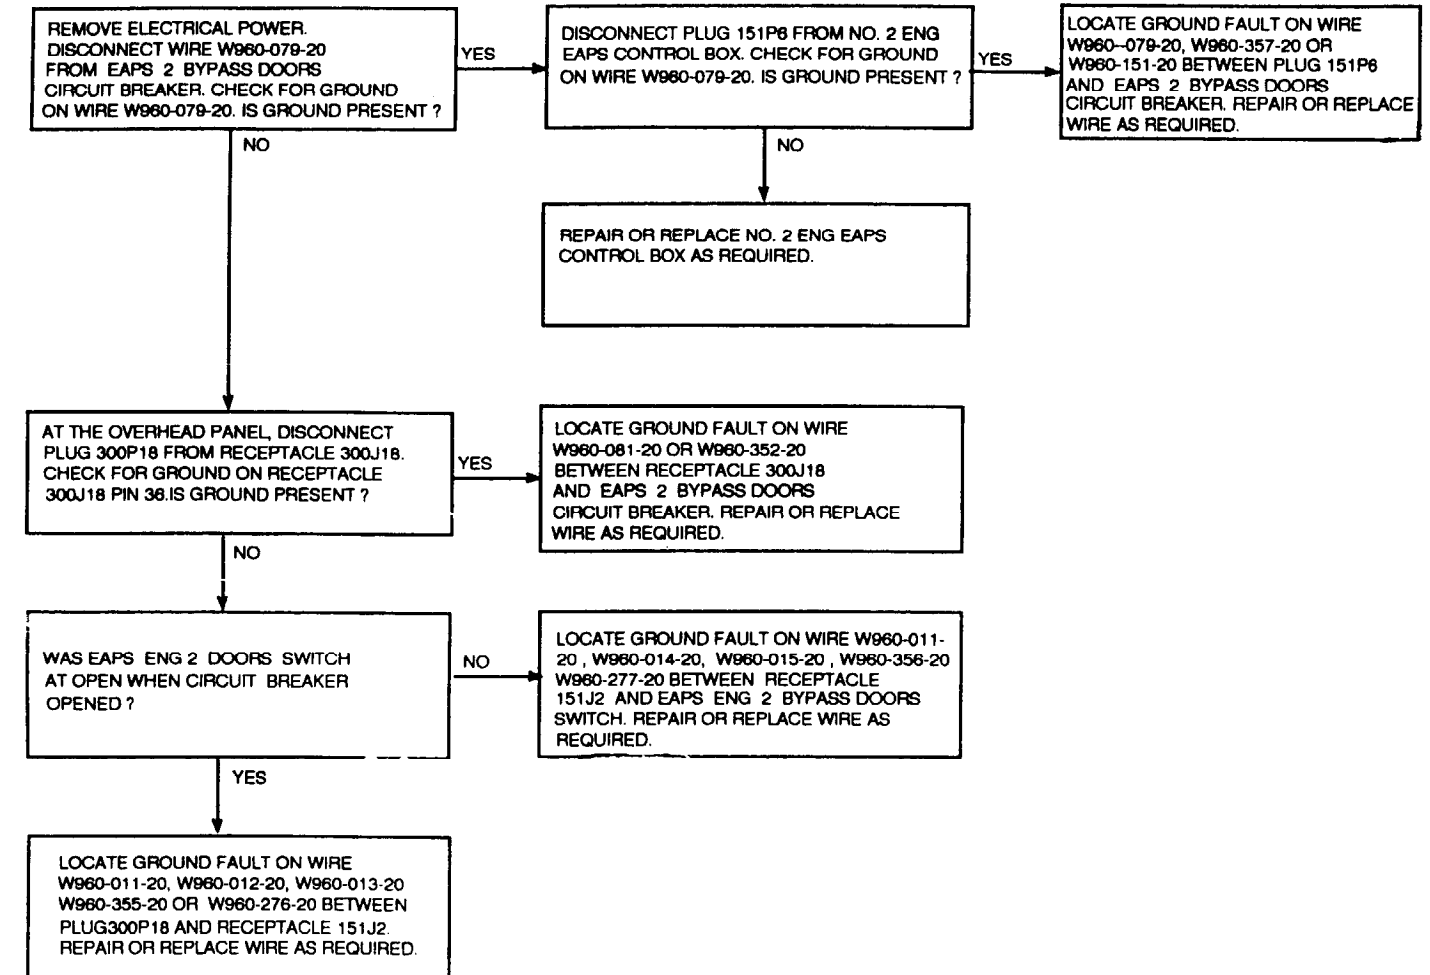 REMOVE ELECTRICAL POWER.
DISCONNECT WIRE W960-079-20
FROM EAPS 2 BYPASS DOORS
CIRCUIT BREAKER. CHECK FOR GROUND
ON WIRE W960-079-20. IS GROUND PRESENT ?
YES
DISCONNECT PLUG 151P6 FROM NO. 2 ENG
EAPS CONTROL BOX. CHECK FOR GROUND
ON WIRE W960-079-20. IS GROUND PRESENT ?
YES
LOCATE GROUND FAULT ON WIRE
W960--079-20, W960-357-20 OR
W960-151-20 BETWEEN PLUG 151P6
AND EAPS 2 BYPASS DOORS
CIRCUIT BREAKER. REPAIR OR REPLACE
WIRE AS REQUIRED.
NO
NO
REPAIR OR REPLACE NO. 2 ENG EAPS
CONTROL BOX AS REQUIRED.
AT THE OVERHEAD PANEL, DISCONNECT
PLUG 300P18 FROM RECEPTACLE 300J18.
CHECK FOR GROUND ON RECEPTACLE
300J18 PIN 36.IS GROUND PRESENT ?
YES
LOCATE GROUND FAULT ON WIRE
W960-081-20 OR W960-352-20
BETWEEN RECEPTACLE 300J18
AND EAPS 2 BYPASS DOORS
CIRCUIT BREAKER. REPAIR OR REPLACE
WIRE AS REQUIRED.
NO
WAS EAPS ENG 2 DOORS SWITCH
AT OPEN WHEN CIRCUIT BREAKER
OPENED ?
NO
LOCATE GROUND FAULT ON WIRE W960-011-
20 , W960-014-20, W960-015-20 , W960-356-20
W960-277-20 BETWEEN RECEPTACLE
151J2 AND EAPS ENG 2 BYPASS DOORS
SWITCH. REPAIR OR REPLACE WIRE AS
REQUIRED.
YES
LOCATE GROUND FAULT ON WIRE
W960-011-20, W960-012-20, W960-013-20
W960-355-20 OR W960-276-20 BETWEEN
PLUG300P18 AND RECEPTACLE 151J2.
REPAIR OR REPLACE WIRE AS REQUIRED.